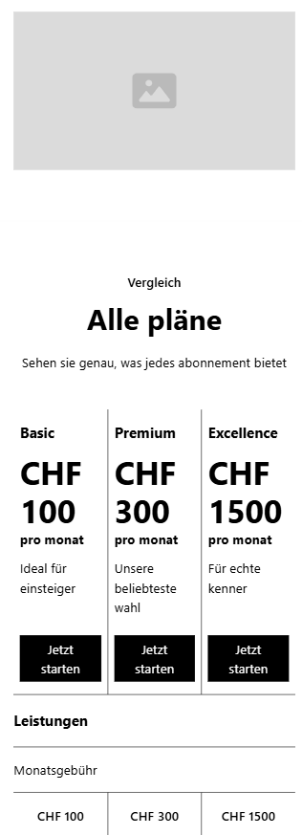 Vergleich
Alle pläne
Sehen sie genau, was jedes abonnement bietet
Basic
CHF
100
pro monat
Ideal für
einsteiger
Jetzt
starten
Premium
CHF
300
pro monat
Unsere
beliebteste
wahl
Jetzt
starten
Excellence
CHF
1500
pro monat
Für echte
kenner
Jetzt
starten
Leistungen
Monatsgebühr
CHF 100
CHF 300
CHF 1500